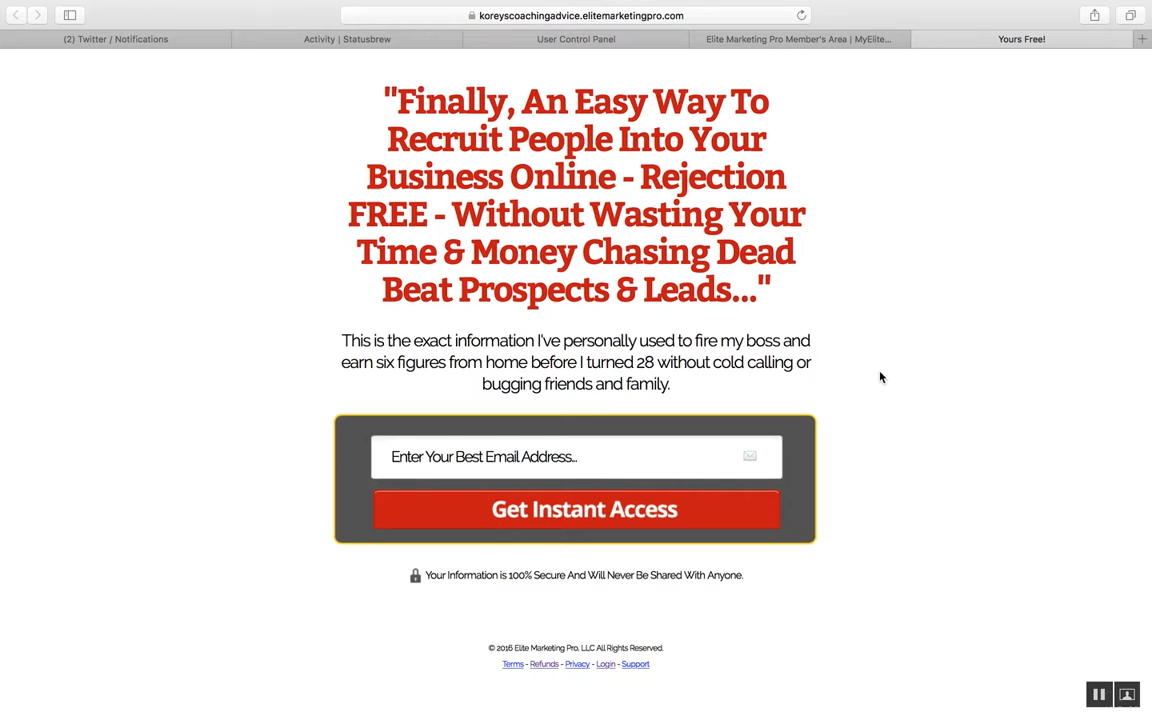 koreyscoachingadvice.elitemarketingpro.com
(2) Twitter / Notifications
Activity | Statusbrew
User Control Panel
Elite Marketing Pro Member's Area | MyElite...
Yours Free!
"Finally, An Easy Way To
Recruit People Into Your
Business Online - Rejection
FREE - Without Wasting Your
Time & Money Chasing Dead
Beat Prospects & Leads..."
This is the exact information I've personally used to fire my boss and
earn six figures from home before I turned 28 without cold calling or
bugging friends and family.
Enter Your Best Email Address...
Get Instant Access
Your Information is 100% Secure And Will Never Be Shared With Anyone.
© 2016 Elite Marketing Pro, LLC All Rights Reserved.
Terms - Refunds - Privacy - Login - Support